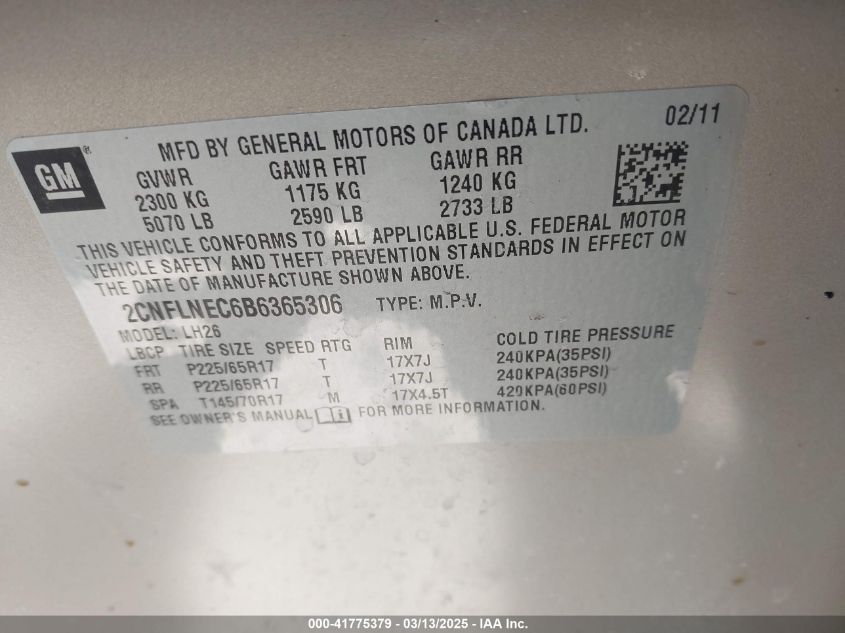 GM®
MFD BY GENERAL MOTORS OF CANADA LTD. 02/11
GVWR GAWR FRT GAWR RR
2300 KG 1175 KG 1240 KG
5070 LB 2590 LB 2733 LB
THIS VEHICLE CONFORMS TO ALL APPLICABLE U.S. FEDERAL MOTOR
VEHICLE SAFETY AND THEFT PREVENTION STANDARDS IN EFFECT ON
THE DATE OF MANUFACTURE SHOWN ABOVE.
2CNFLNEC6B6365306 TYPE: M.P.V.
MODEL: LH26
LBCP TIRE SIZE SPEED RTG RIM COLD TIRE PRESSURE
FRT P225/65R17 T 17X7J 240KPA(35PSI)
RR P225/65R17 T 17X7J 240KPA(35PSI)
SPA T145/70R17 M 17X4.5T 420KPA(60PSI)
SEE OWNER'S MANUAL FOR MORE INFORMATION.
000-41775379 - 03/13/2025 - IAA Inc.